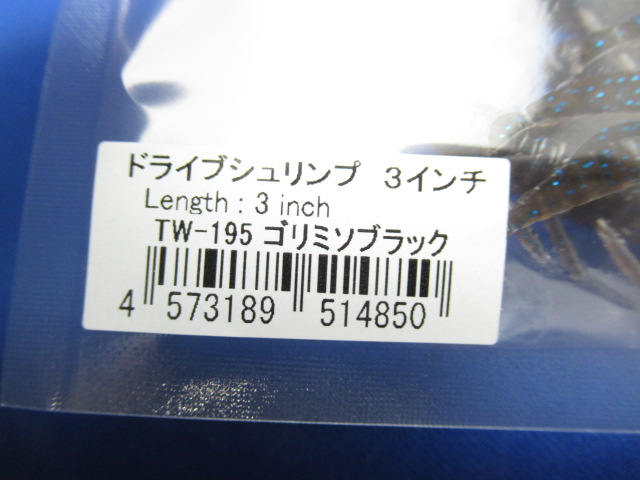 ドライブシュリンプ 3インチ
Length : 3 inch
TW-195 ゴリミソブラック
4 573189 514850